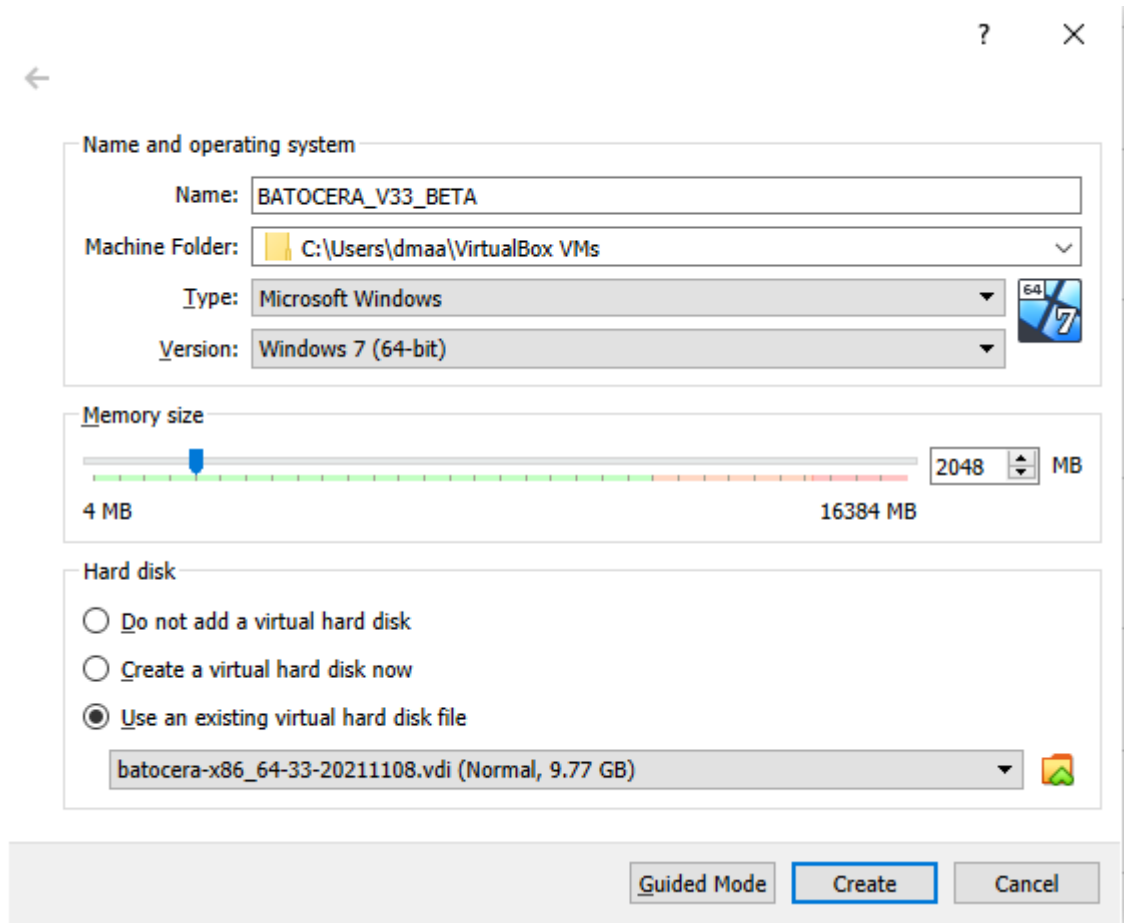 ?
Name and operating system
Name: BATOCERA_V33_BETA
Machine Folder: C:\Users\dmaa\VirtualBox VMs
Type: Microsoft Windows
64
7
Version: Windows 7 (64-bit)
Memory size
2048 MB
4 MB 16384 MB
Hard disk
Do not add a virtual hard disk
Create a virtual hard disk now
Use an existing virtual hard disk file
batocera-x86_64-33-20211108.vdi (Normal, 9.77 GB)
Guided Mode Create Cancel